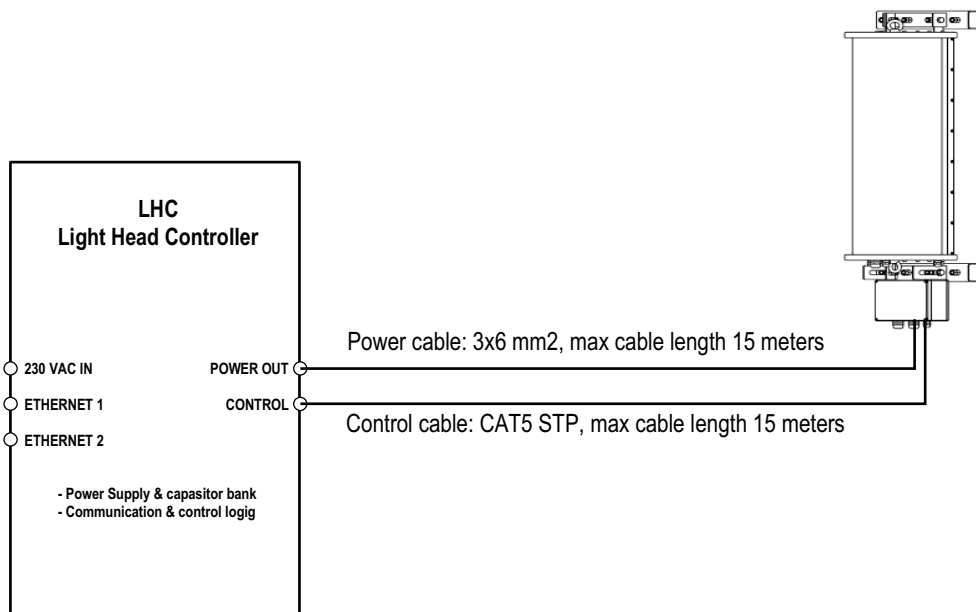 LHC
Light Head Controller
Power cable: 3x6 mm2, max cable length 15 meters
230 VAC IN
POWER OUT
ETHERNET 1
CONTROL
Control cable: CAT5 STP, max cable length 15 meters
ETHERNET 2
- Power Supply & capasitor bank
- Communication & control logig